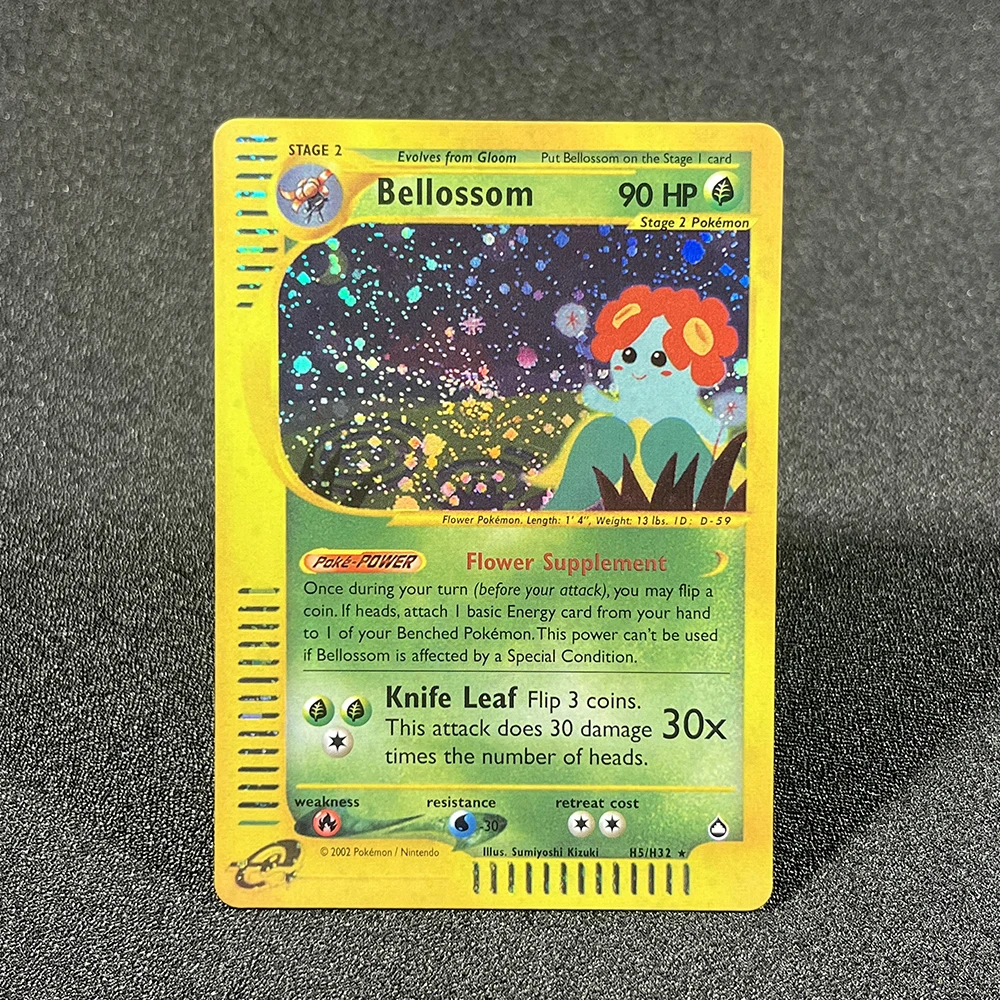 STAGE 2
Evolves from Gloom Put Bellossom on the Stage 1 card
Bellossom 90 HP
Stage 2 Pokémon
Flower Pokémon. Length: 1' 4", Weight: 13 lbs. ID: D-59
Poké-POWER Flower Supplement
Once during your turn (before your attack), you may flip a
coin. If heads, attach 1 basic Energy card from your hand
to 1 of your Benched Pokémon. This power can't be used
if Bellossom is affected by a Special Condition.
Knife Leaf Flip 3 coins.
This attack does 30 damage 30x
times the number of heads.
weakness resistance retreat cost
-30
© 2002 Pokémon / Nintendo Illus. Sumiyoshi Kizuki H5/H32 ★
e